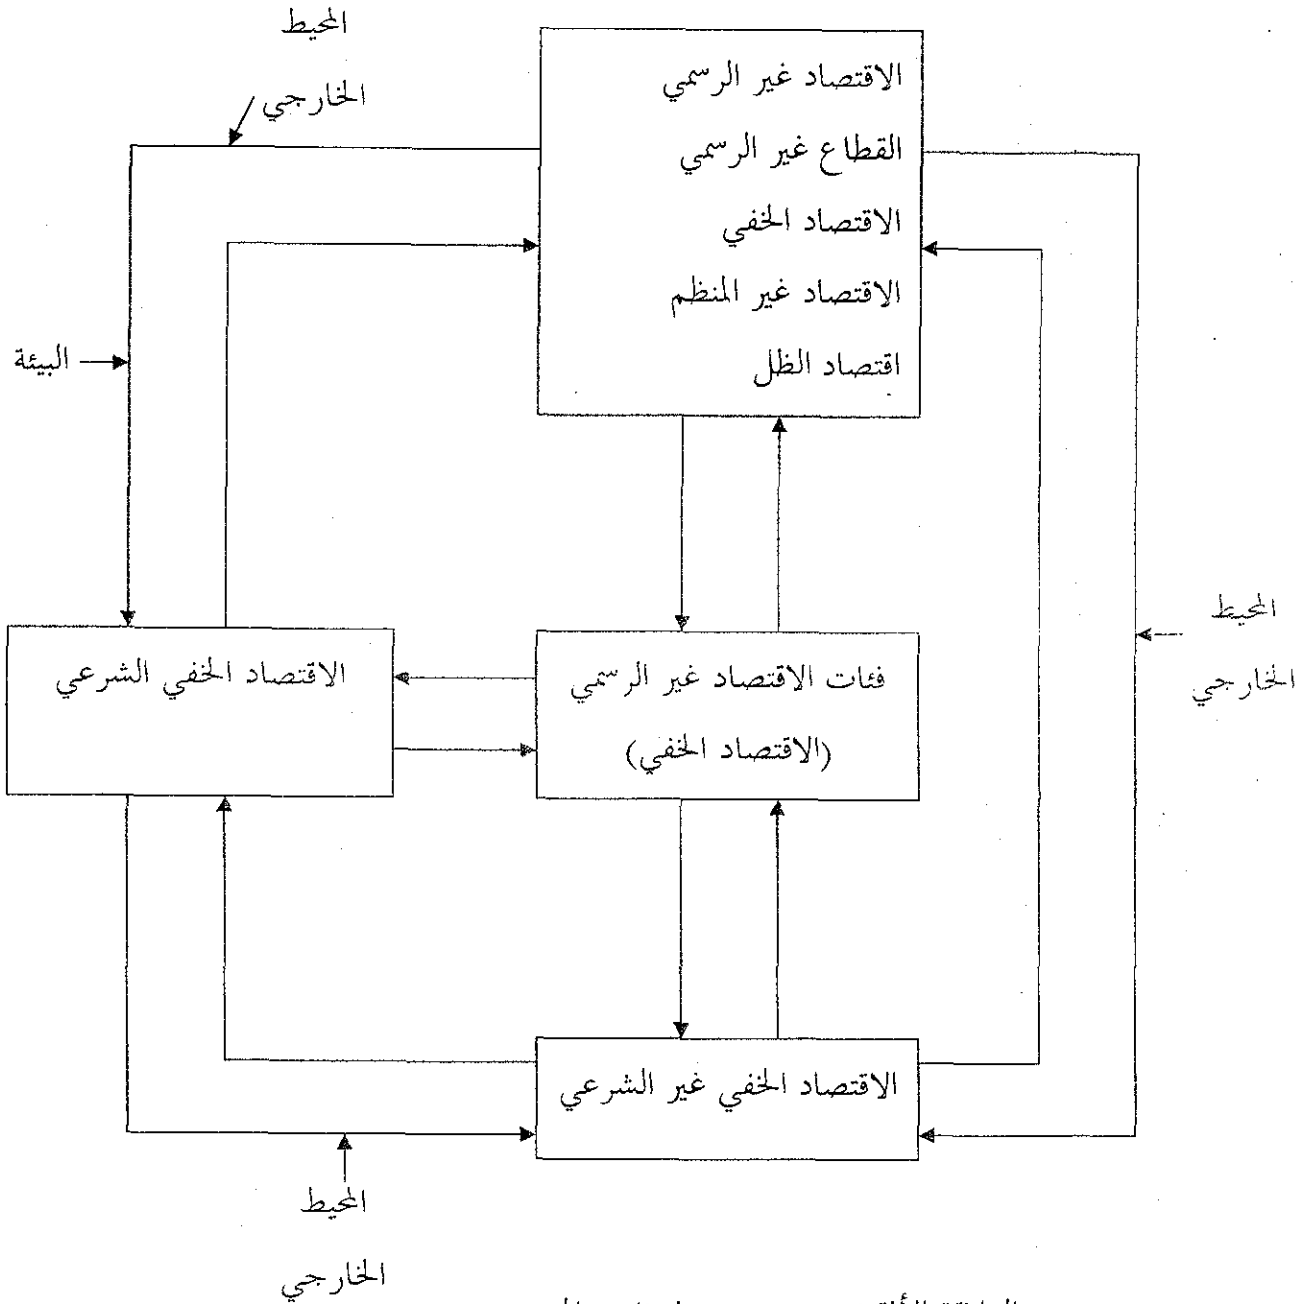 المحيط
الخارجي
الاقتصاد غير الرسمي
القطاع غير الرسمي
الاقتصاد الخفي
الاقتصاد غير المنظم
اقتصاد الظل
البيئة
المحيط
الخارجي
فئات الاقتصاد غير الرسمي
(الاقتصاد الخفي)
الاقتصاد الخفي الشرعي
الاقتصاد الخفي غير الشرعي
المحيط
الخارجي